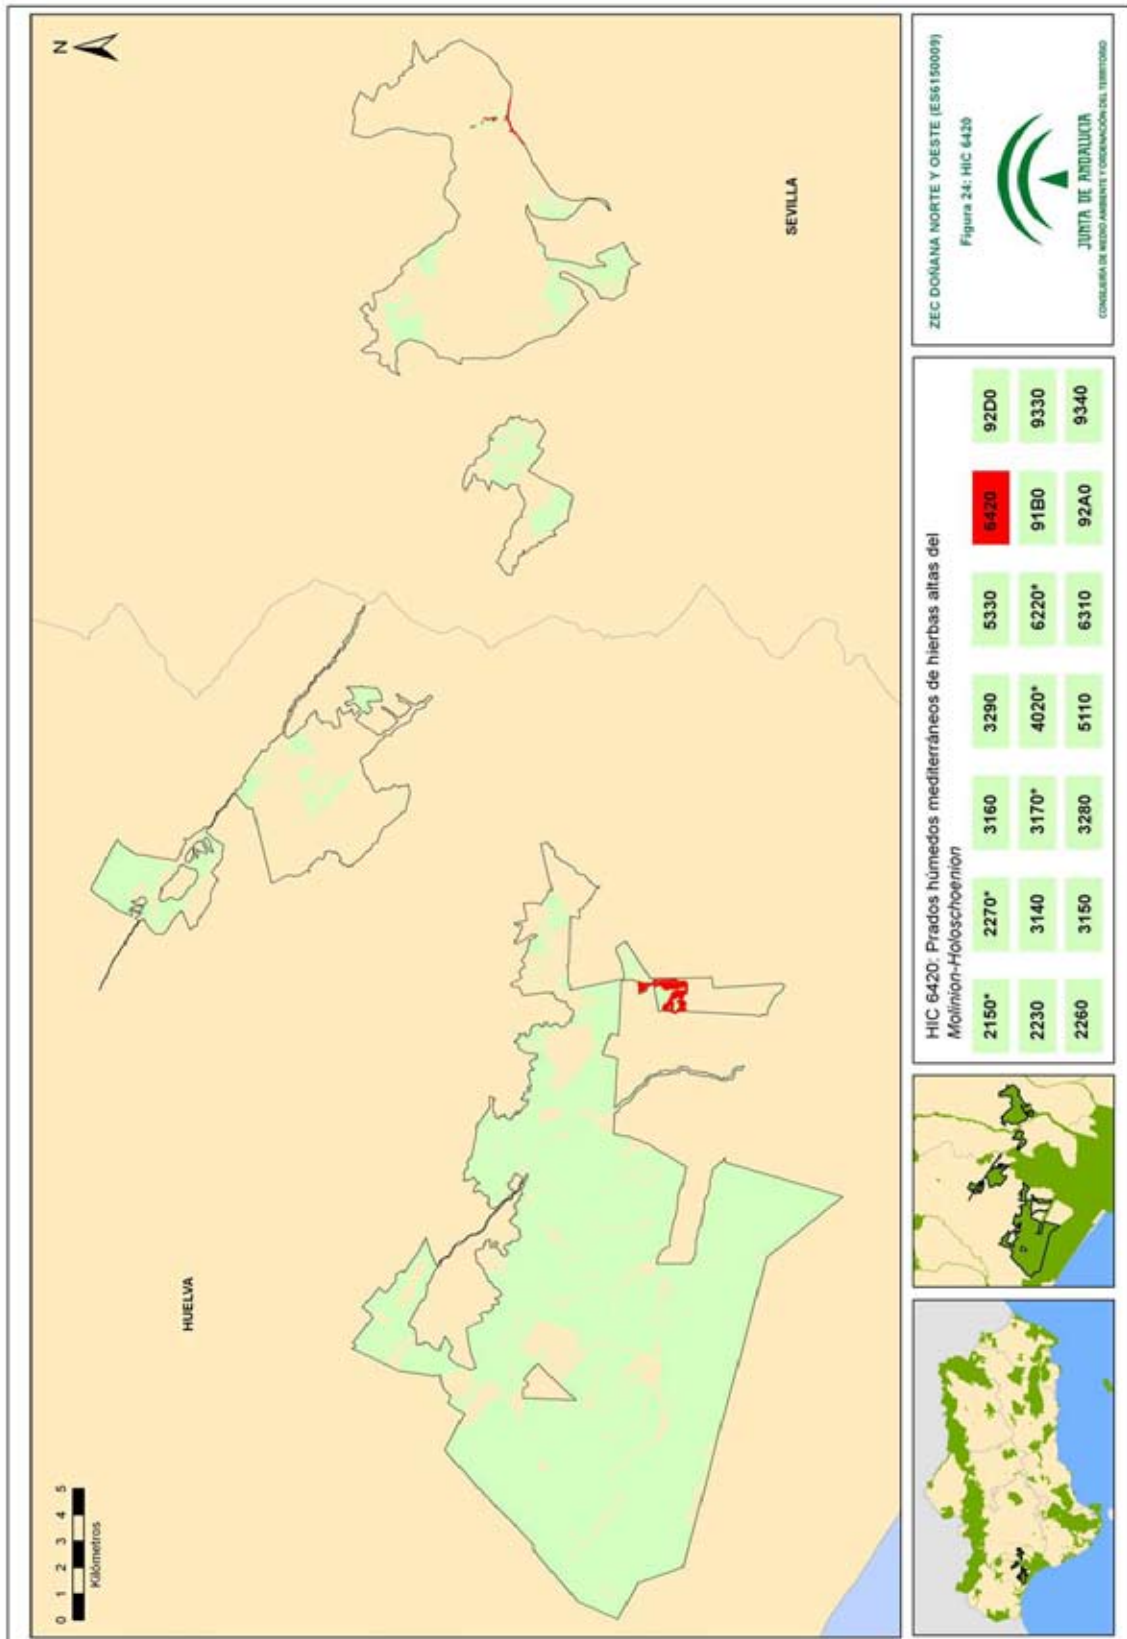 N
HUELVA
SEVILLA
0 1 2 3 4 5
Kilómetros
HIC 6420: Prados húmedos mediterráneos de hierbas altas del
Molinion-Holoschoenion
2150* 2270* 3160 3290 5330 6420 92D0
2230 3140 3170* 4020* 6220* 91B0 9330
2260 3150 3280 5110 6310 92A0 9340
ZEC DOÑANA NORTE Y OESTE (ES6150009)
Figura 24: HIC 6420
JUNTA DE ANDALUCIA
CONSEJERÍA DE MEDIO AMBIENTE Y ORDENACIÓN DEL TERRITORIO